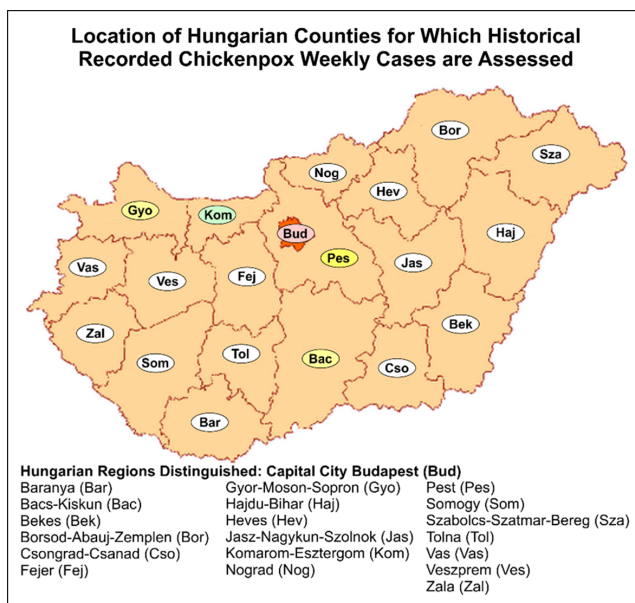 Location of Hungarian Counties for Which Historical
Recorded Chickenpox Weekly Cases are Assessed
Bor
Sza
Nog
Hev
Gyo
Kom
Bud
Haj
Pes
Jas
Vas
Ves
Fej
Bek
Zal
Som
Tol
Bac
Cso
Bar
Hungarian Regions Distinguished: Capital City Budapest (Bud)
Baranya (Bar)
Bacs-Kiskun (Bac)
Bekes (Bek)
Borsod-Abauj-Zemplen (Bor)
Csongrad-Csanad (Cso)
Fejer (Fej)
Gyor-Moson-Sopron (Gyo)
Hajdu-Bihar (Haj)
Heves (Hev)
Jasz-Nagykun-Szolnok (Jas)
Komarom-Esztergom (Kom)
Nograd (Nog)
Pest (Pes)
Somogy (Som)
Szabolcs-Szatmar-Bereg (Sza)
Tolna (Tol)
Vas (Vas)
Veszprem (Ves)
Zala (Zal)